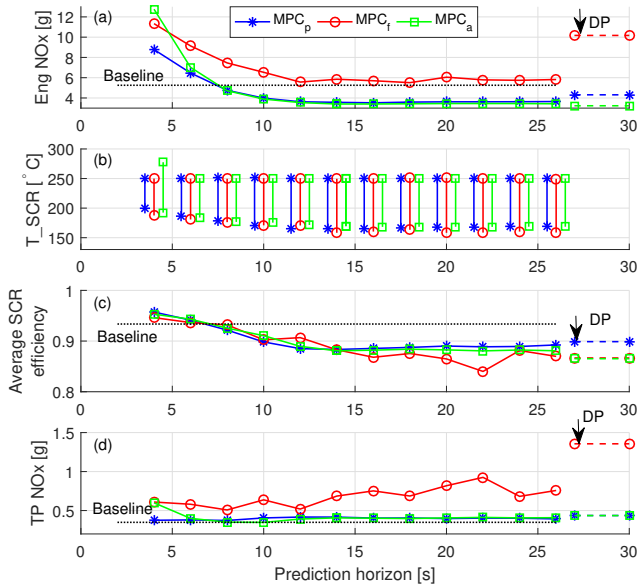 (a)
MPC_p MPC_f MPC_a
DP
Baseline
Eng NOx [g]
12
10
8
6
4
0 5 10 15 20 25 30
(b)
T_SCR [°C]
300
250
200
150
0 5 10 15 20 25 30
(c)
DP
Baseline
Average SCR
efficiency
1
0.9
0.8
0 5 10 15 20 25 30
(d)
DP
Baseline
TP NOx [g]
1.5
1
0.5
0
0 5 10 15 20 25 30
Prediction horizon [s]